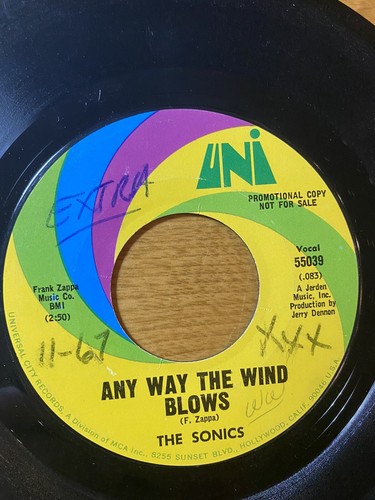 UNI
EXTRA
PROMOTIONAL COPY
NOT FOR SALE
Vocal
55039
(.083)
A Jerden
Music, Inc.
Production by
Jerry Dennon
Frank Zappa
Music Co.
BMI
(2:50)
11-67
XXX
ANY WAY THE WIND
BLOWS
(F. Zappa)
THE SONICS
UNIVERSAL CITY RECORDS, A Division of MCA Inc., 8255 SUNSET BLVD., HOLLYWOOD, CALIF. 90046 U.S.A.